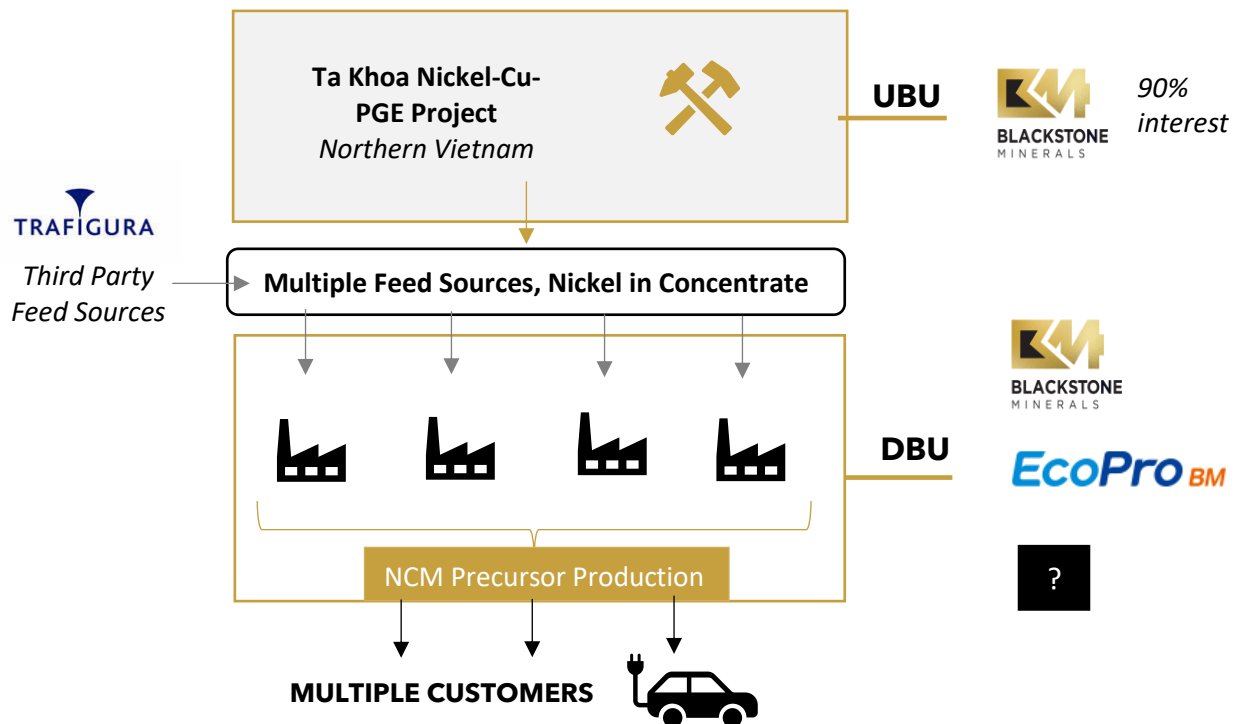 Ta Khoa Nickel-Cu-
PGE Project
Northern Vietnam
UBU
BLACKSTONE
MINERALS
90%
interest
TRAFIGURA
Third Party
Feed Sources
Multiple Feed Sources, Nickel in Concentrate
BLACKSTONE
MINERALS
DBU
EcoPro BM
NCM Precursor Production
?
MULTIPLE CUSTOMERS